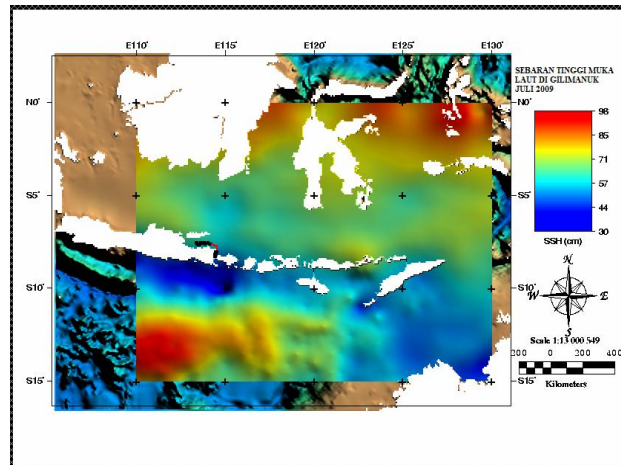 E110° E115° E120° E125° E130°
N0° N0°
S5° S5°
S10° S10°
S15° S15°
SEBARAN TINGGI MUKA
LAUT DI GILIMANUK
JULI 2009
98
85
71
57
44
30
SSH (cm)
N
W E
S
Scale 1:13 000 549
200 0 200 400
Kilometers